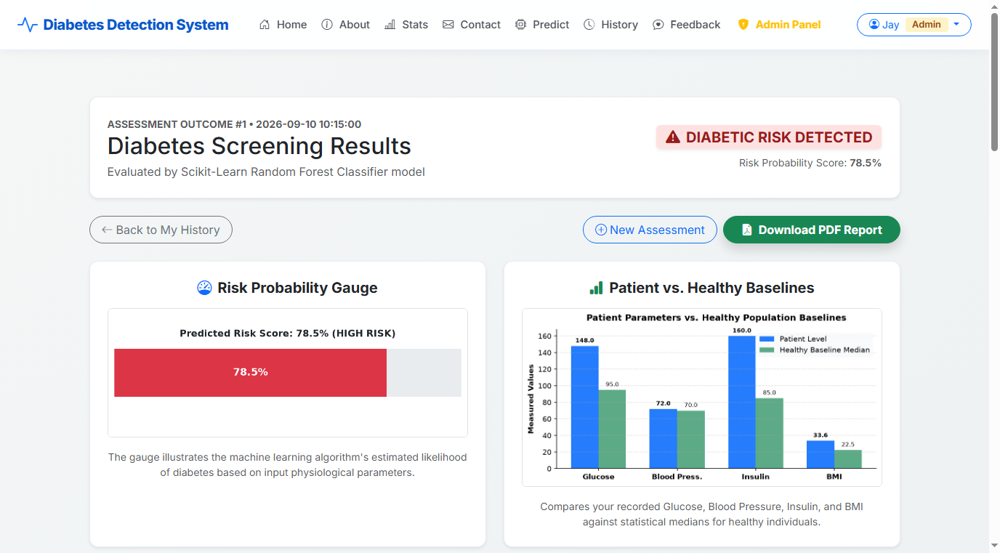 Diabetes Detection System
Home
About
Stats
Contact
Predict
History
Feedback
Admin Panel
Jay
Admin
ASSESSMENT OUTCOME #1 • 2026-09-10 10:15:00
Diabetes Screening Results
Evaluated by Scikit-Learn Random Forest Classifier model
DIABETIC RISK DETECTED
Risk Probability Score: 78.5%
← Back to My History
New Assessment
Download PDF Report
Risk Probability Gauge
Predicted Risk Score: 78.5% (HIGH RISK)
78.5%
The gauge illustrates the machine learning algorithm's estimated likelihood
of diabetes based on input physiological parameters.
Patient vs. Healthy Baselines
Patient Parameters vs. Healthy Population Baselines
Patient Level
Healthy Baseline Median
Measured Values
160
140
120
100
80
60
40
20
0
148.0
95.0
72.0
70.0
160.0
85.0
33.6
22.5
Glucose
Blood Press.
Insulin
BMI
Compares your recorded Glucose, Blood Pressure, Insulin, and BMI
against statistical medians for healthy individuals.